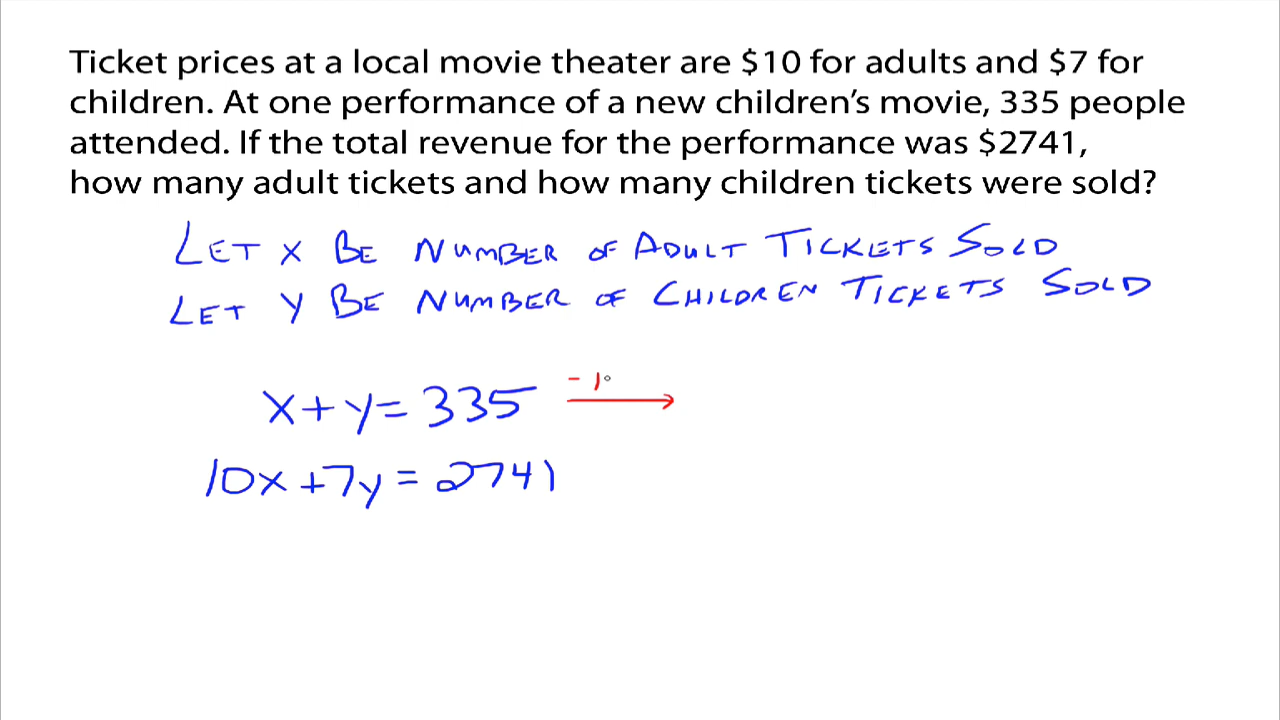 Ticket prices at a local movie theater are $10 for adults and $7 for
children. At one performance of a new children’s movie, 335 people
attended. If the total revenue for the performance was $2741,
how many adult tickets and how many children tickets were sold?
LET X BE NUMBER OF ADULT TICKETS SOLD
LET Y BE NUMBER OF CHILDREN TICKETS SOLD
x+y=335 -1
10x+7y=2741